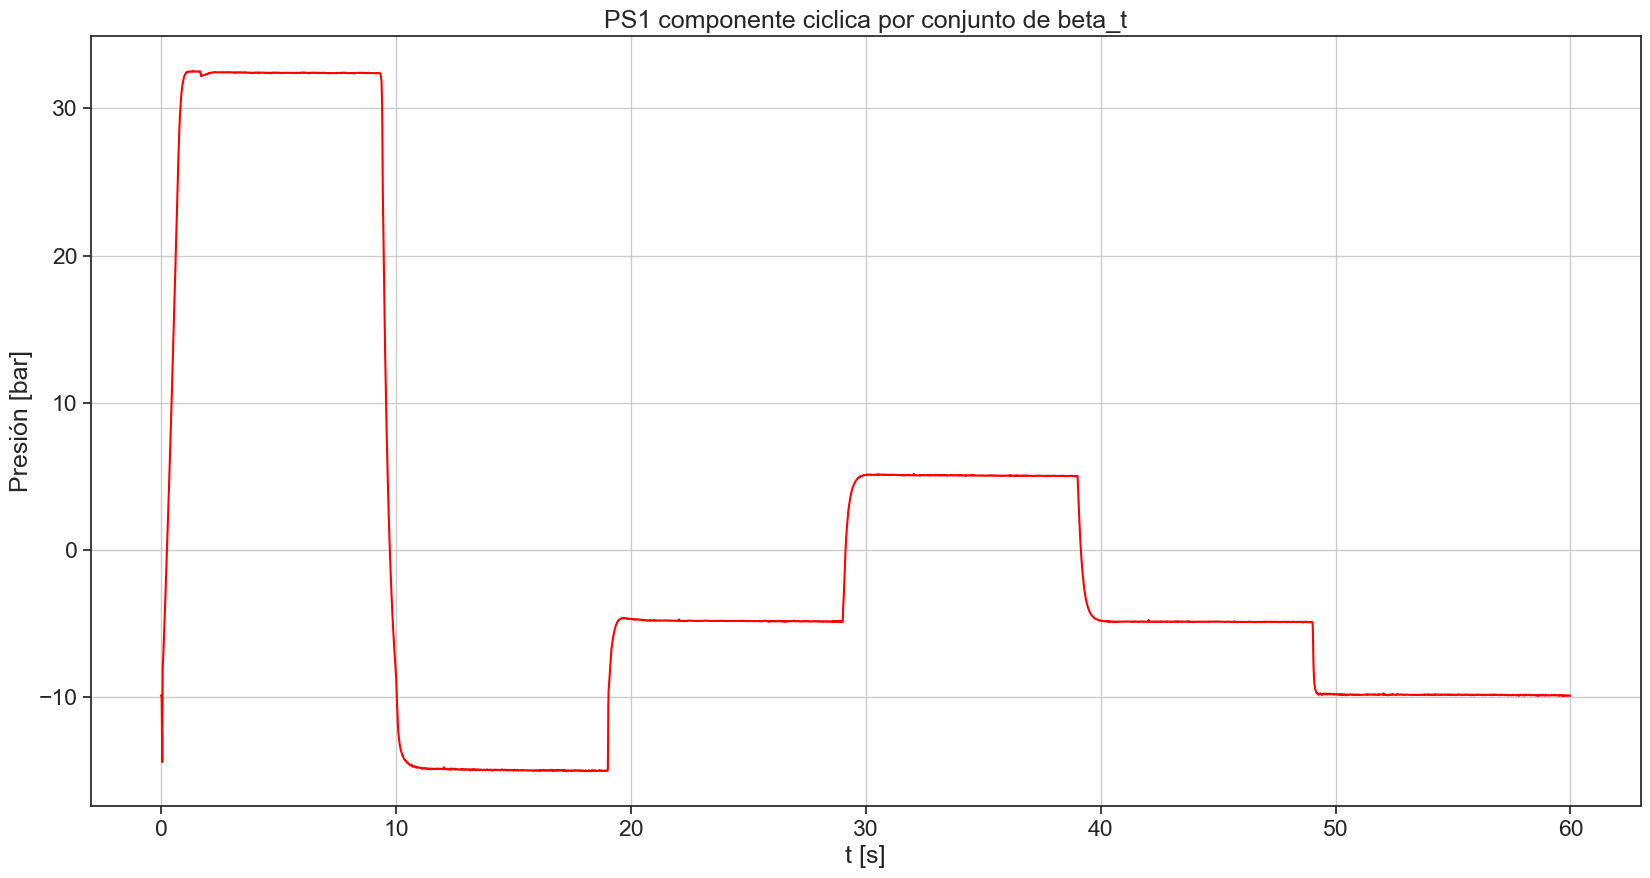 PS1 componente ciclica por conjunto de beta_t
Presión [bar]
30
20
10
0
−10
0 10 20 30 40 50 60
t [s]